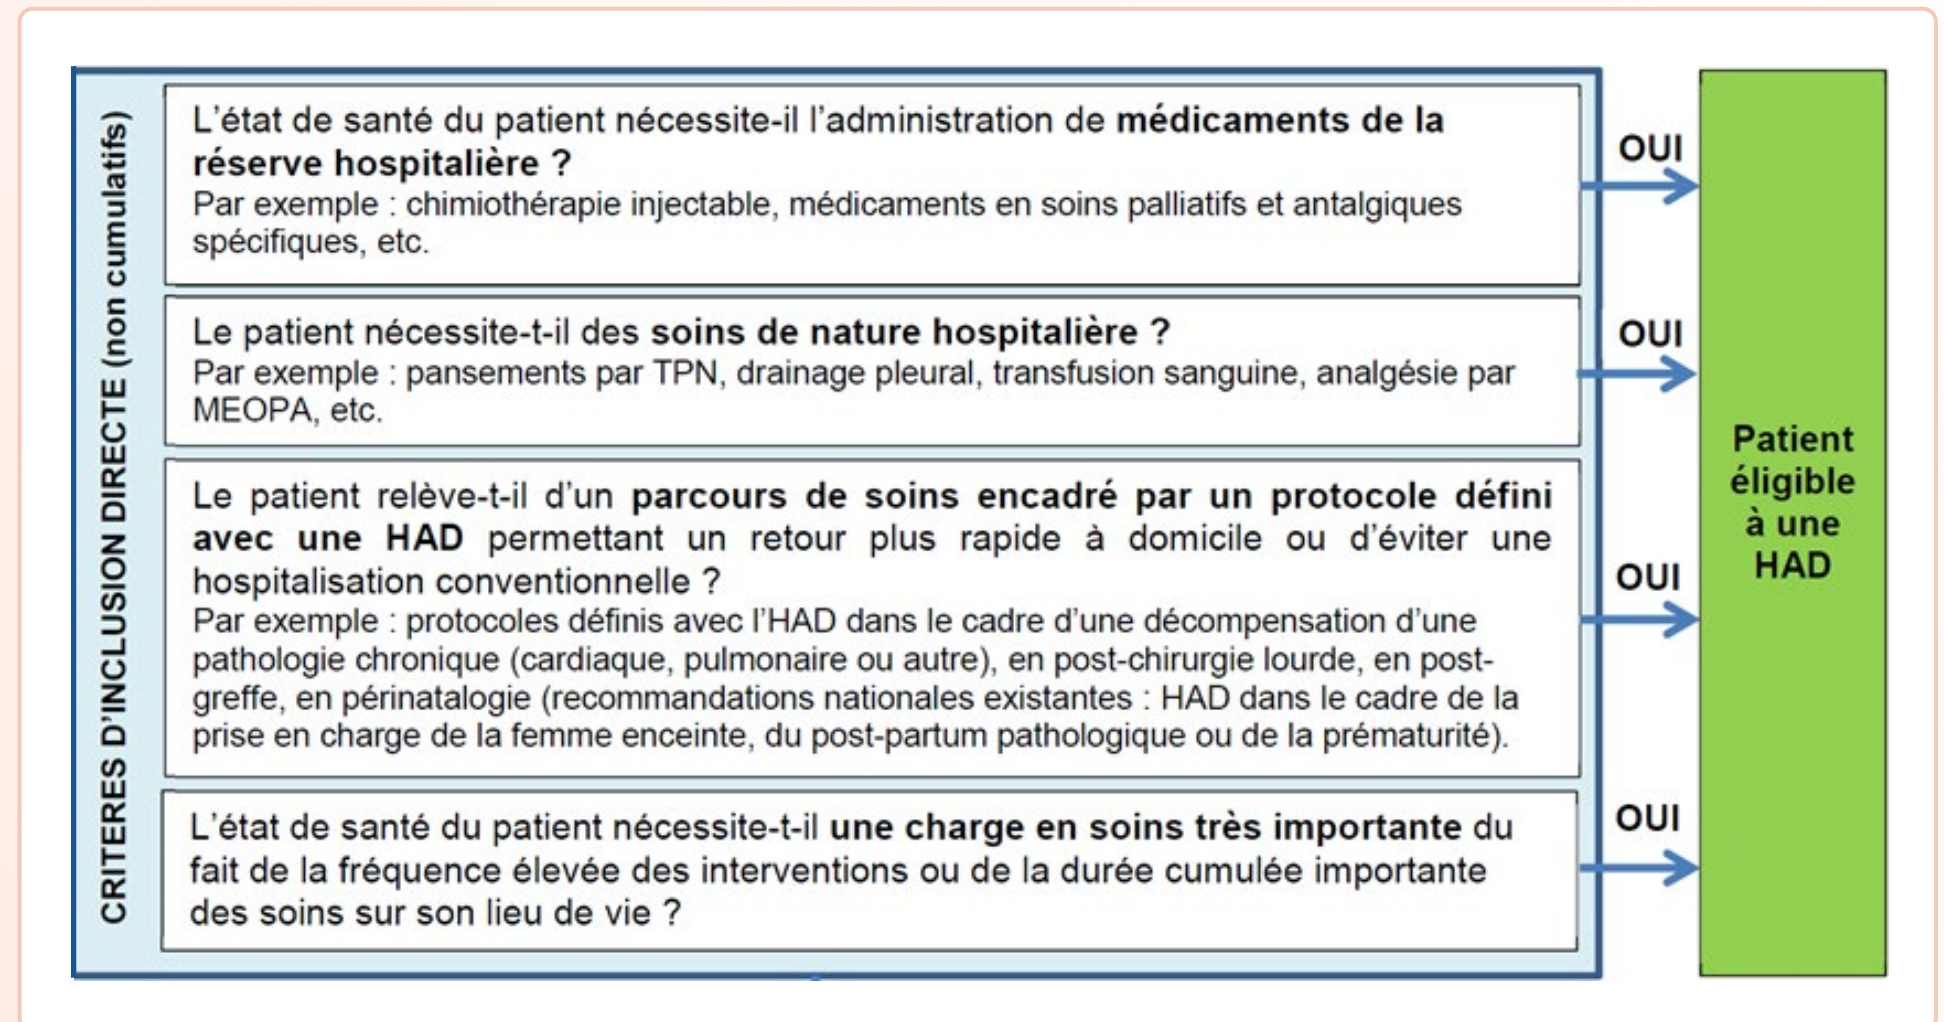 CRITERES D'INCLUSION DIRECTE (non cumulatifs)
L'état de santé du patient nécessite-il l'administration de médicaments de la
réserve hospitalière ?
Par exemple : chimiothérapie injectable, médicaments en soins palliatifs et antalgiques
spécifiques, etc.
OUI
Le patient nécessite-t-il des soins de nature hospitalière ?
Par exemple : pansements par TPN, drainage pleural, transfusion sanguine, analgésie par
MEOPA, etc.
OUI
Le patient relève-t-il d'un parcours de soins encadré par un protocole défini
avec une HAD permettant un retour plus rapide à domicile ou d'éviter une
hospitalisation conventionnelle ?
Par exemple : protocoles définis avec l'HAD dans le cadre d'une décompensation d'une
pathologie chronique (cardiaque, pulmonaire ou autre), en post-chirurgie lourde, en post-
greffe, en périnatalogie (recommandations nationales existantes : HAD dans le cadre de la
prise en charge de la femme enceinte, du post-partum pathologique ou de la prématurité).
OUI
L'état de santé du patient nécessite-t-il une charge en soins très importante du
fait de la fréquence élevée des interventions ou de la durée cumulée importante
des soins sur son lieu de vie ?
OUI
Patient
éligible
à une
HAD